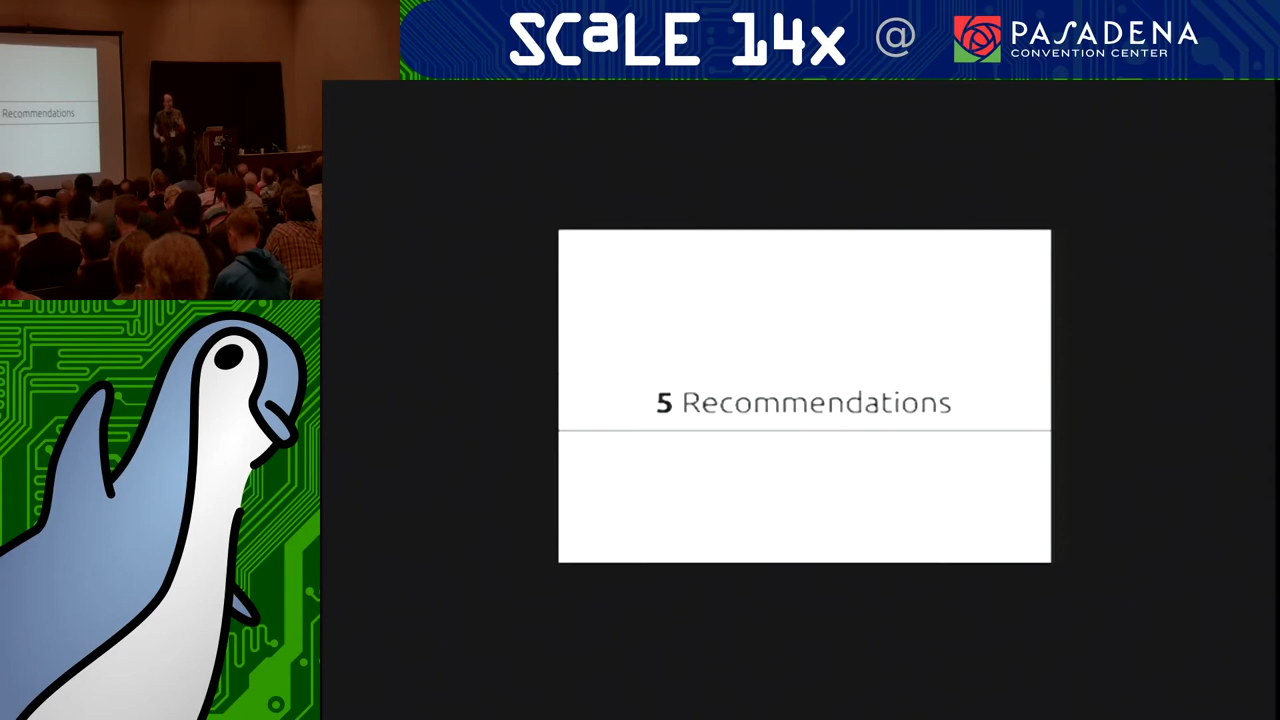 SCALE 14x @ PASADENA
CONVENTION CENTER
Recommendations
5 Recommendations